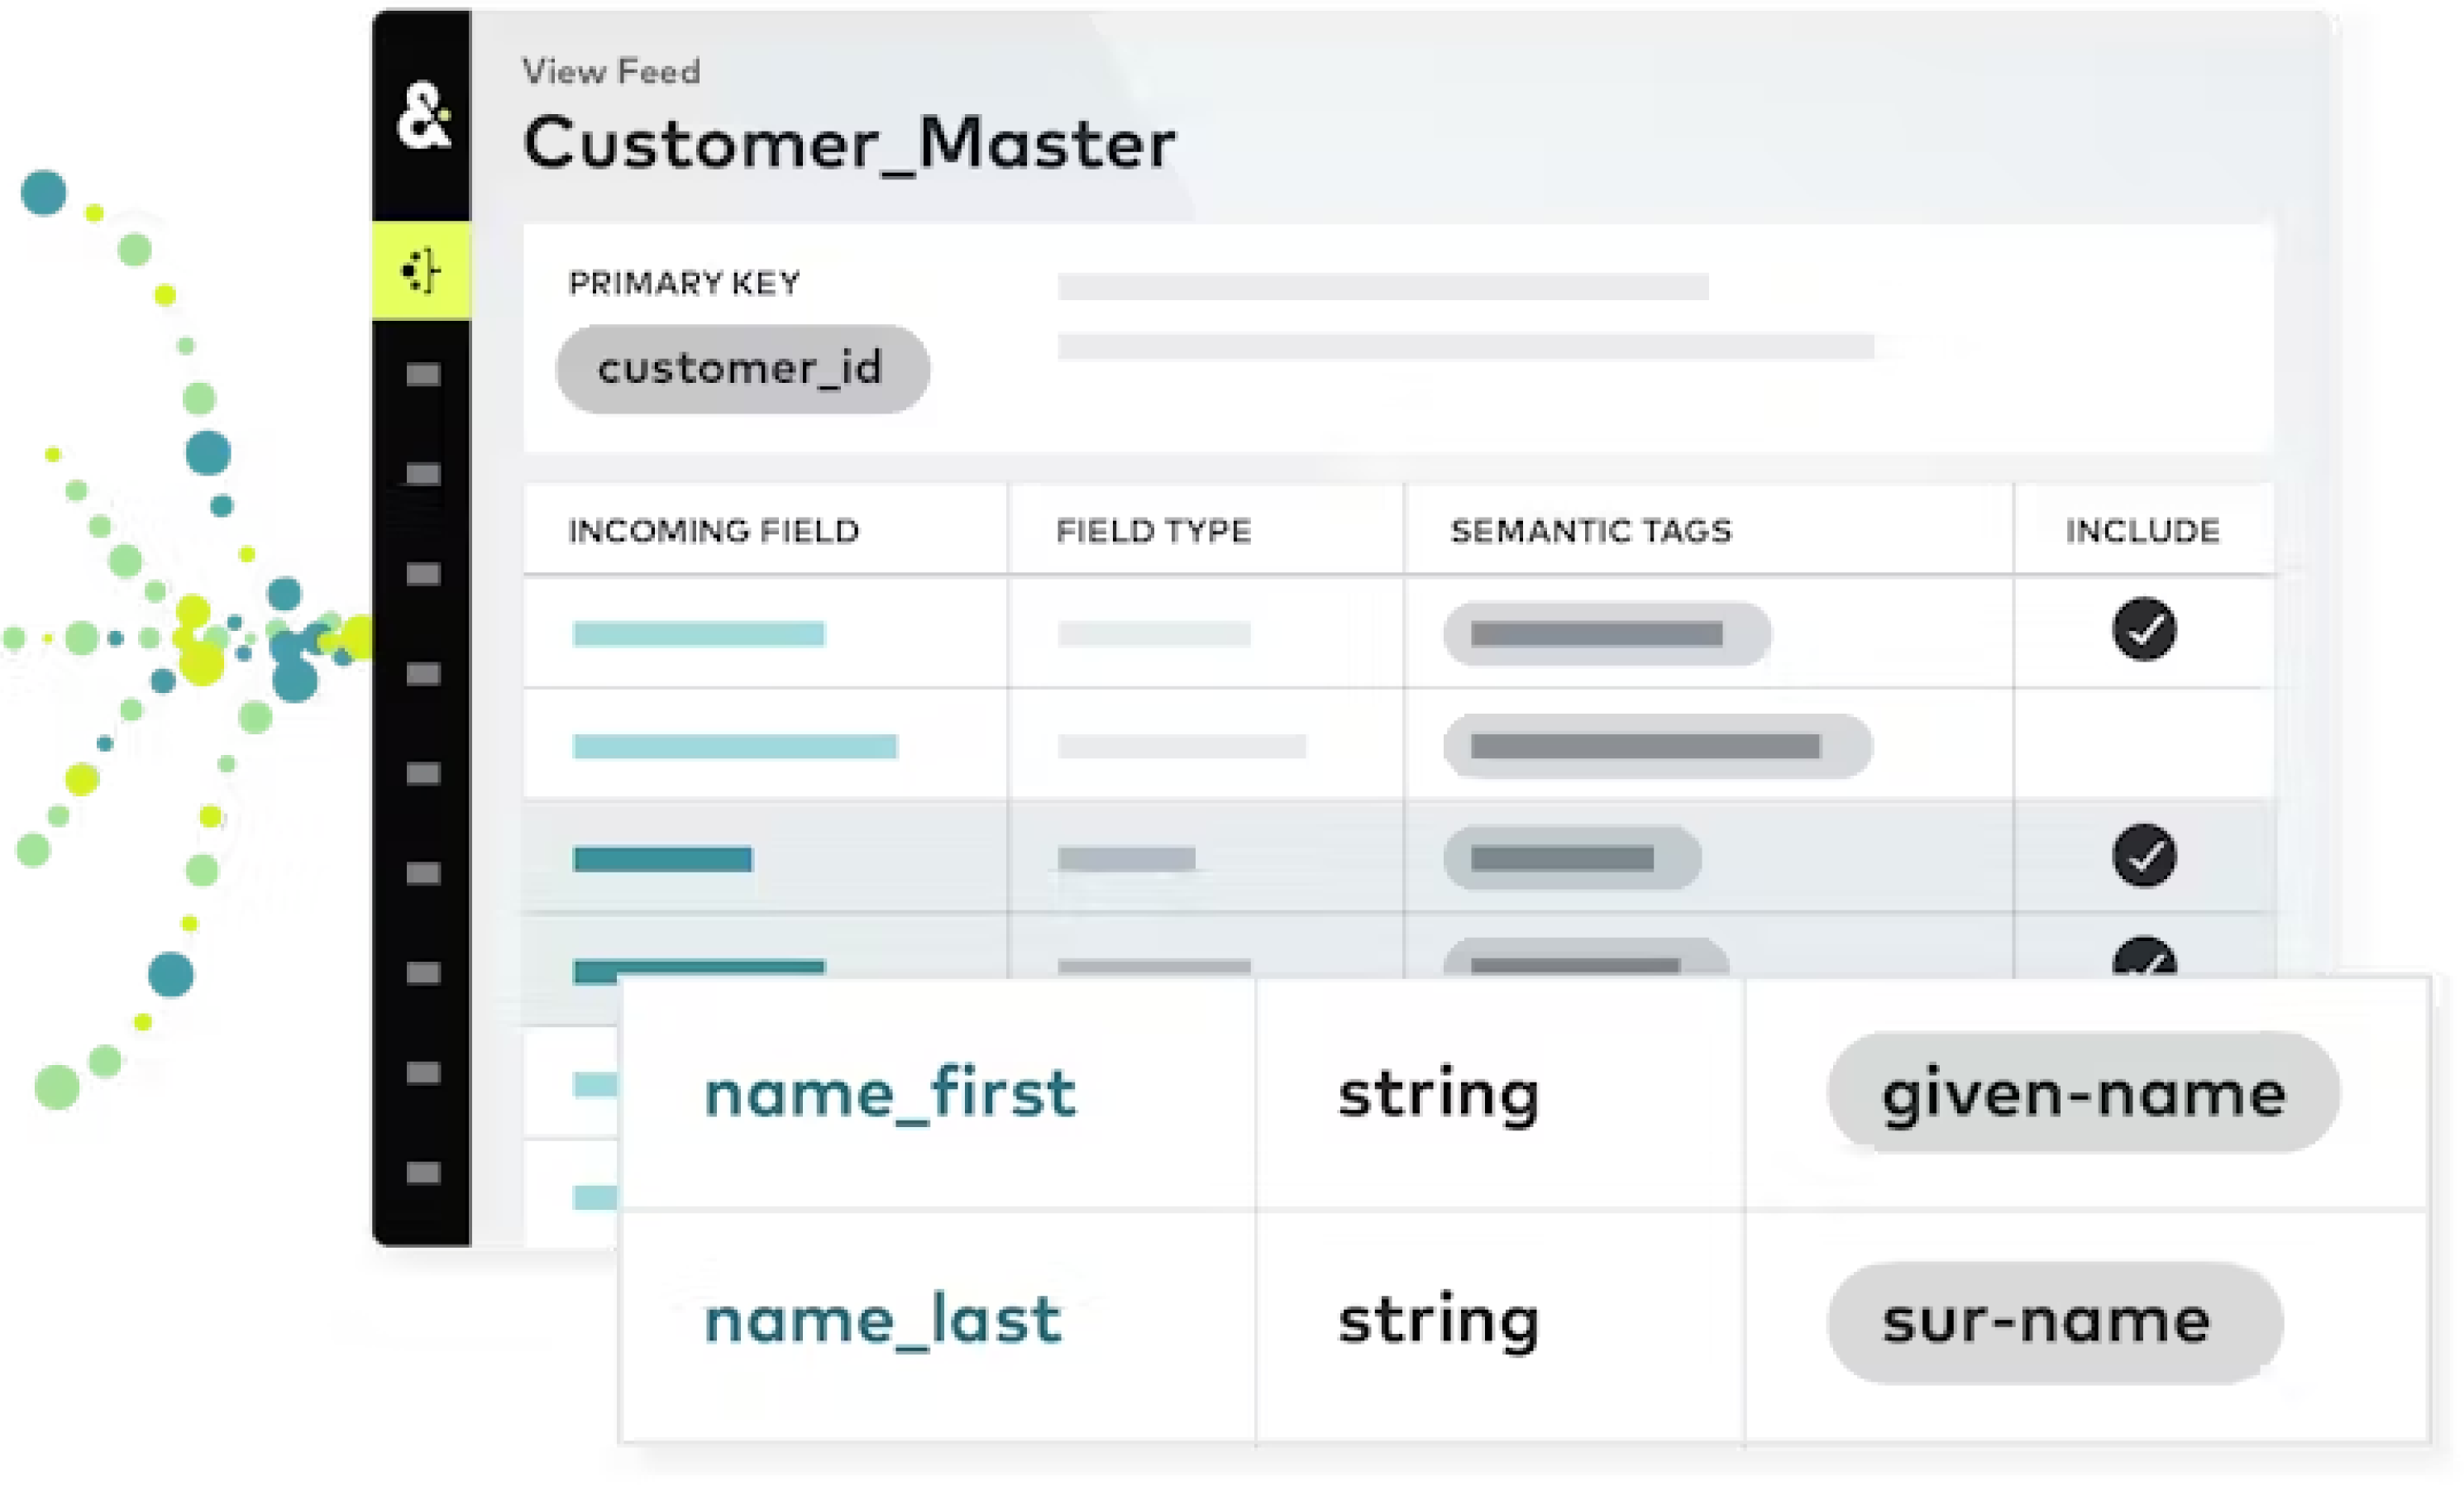 &
View Feed
Customer_Master
PRIMARY KEY
customer_id
INCOMING FIELD FIELD TYPE SEMANTIC TAGS INCLUDE
name_first string given-name
name_last string sur-name